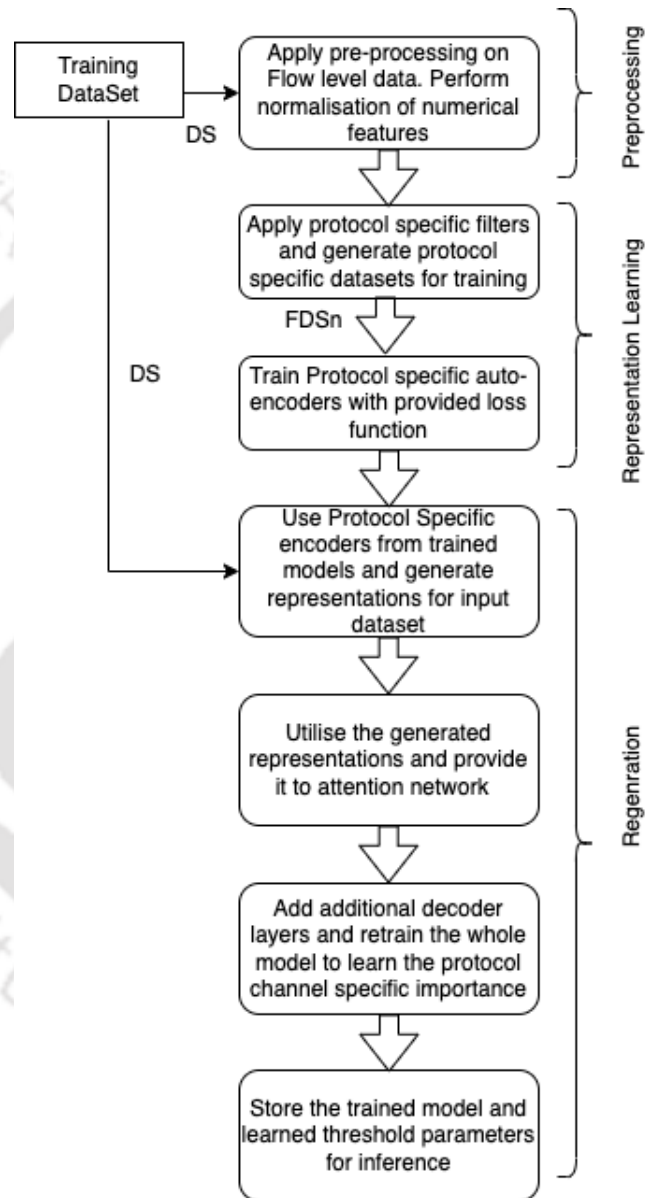 Training
DataSet
DS
Apply pre-processing on
Flow level data. Perform
normalisation of numerical
features
Preprocessing
Apply protocol specific filters
and generate protocol
specific datasets for training
FDSn
DS
Train Protocol specific auto-
encoders with provided loss
function
Representation Learning
Use Protocol Specific
encoders from trained
models and generate
representations for input
dataset
Utilise the generated
representations and provide
it to attention network
Add additional decoder
layers and retrain the whole
model to learn the protocol
channel specific importance
Store the trained model and
learned threshold parameters
for inference
Regenration